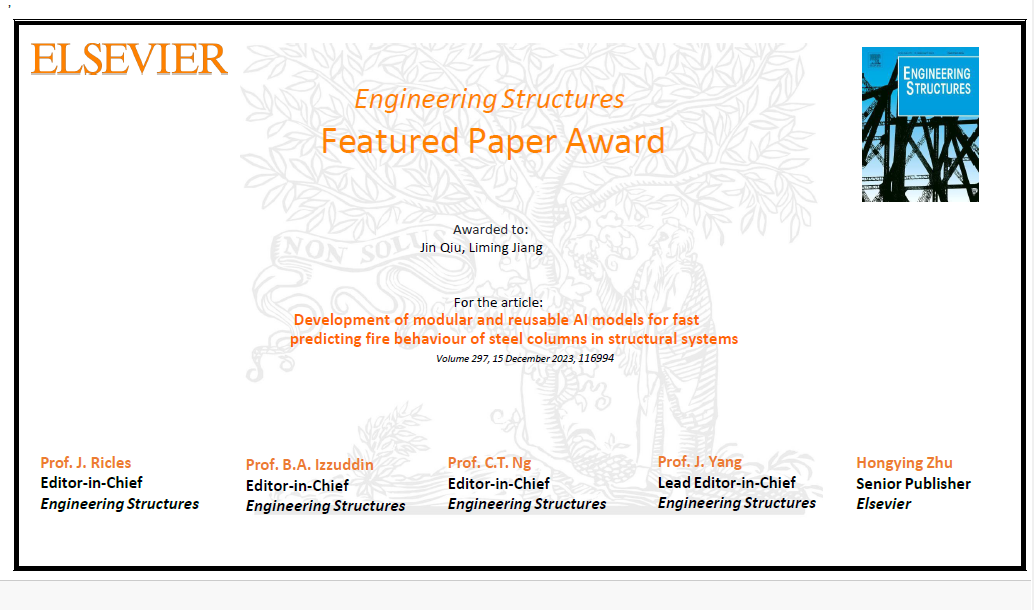 ELSEVIER
Engineering Structures
Featured Paper Award
ENGINEERING
STRUCTURES
NON SOLUS
Awarded to:
Jin Qiu, Liming Jiang
For the article:
Development of modular and reusable AI models for fast
predicting fire behaviour of steel columns in structural systems
Volume 297, 15 December 2023, 116994
Prof. J. Ricles
Editor-in-Chief
Engineering Structures
Prof. B.A. Izzuddin
Editor-in-Chief
Engineering Structures
Prof. C.T. Ng
Editor-in-Chief
Engineering Structures
Prof. J. Yang
Lead Editor-in-Chief
Engineering Structures
Hongying Zhu
Senior Publisher
Elsevier